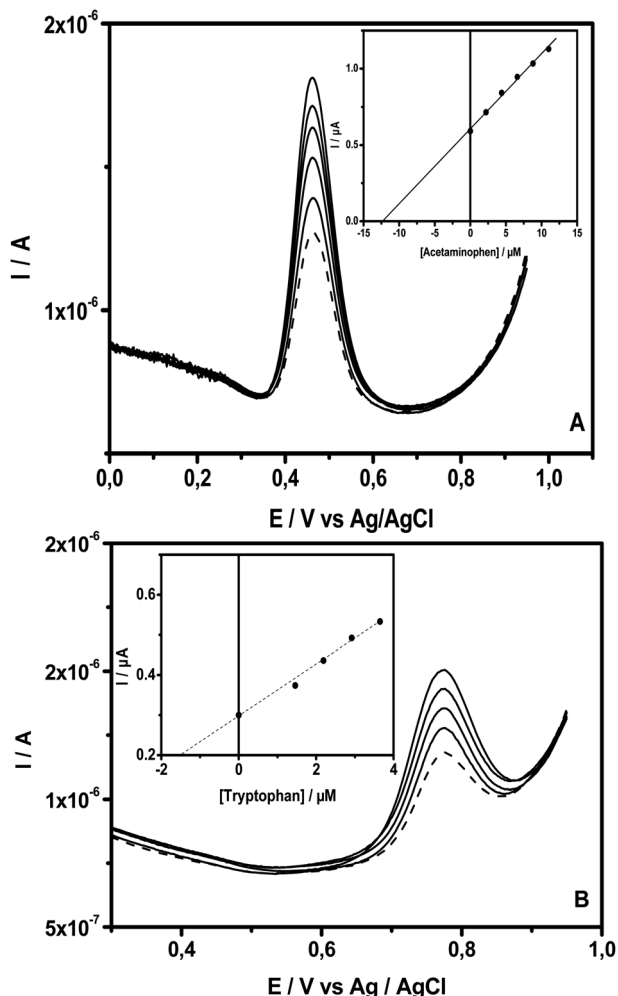 2x10⁻⁶
1x10⁻⁶
I / A
1.0
0.5
0.0
I / µA
-15 -10 -5 0 5 10 15
[Acetaminophen] / µM
A
0,0 0,2 0,4 0,6 0,8 1,0
E / V vs Ag/AgCl
2x10⁻⁶
2x10⁻⁶
1x10⁻⁶
5x10⁻⁷
I / A
0.6
0.4
0.2
I / µA
-2 0 2 4
[Tryptophan] / µM
B
0,4 0,6 0,8 1,0
E / V vs Ag / AgCl